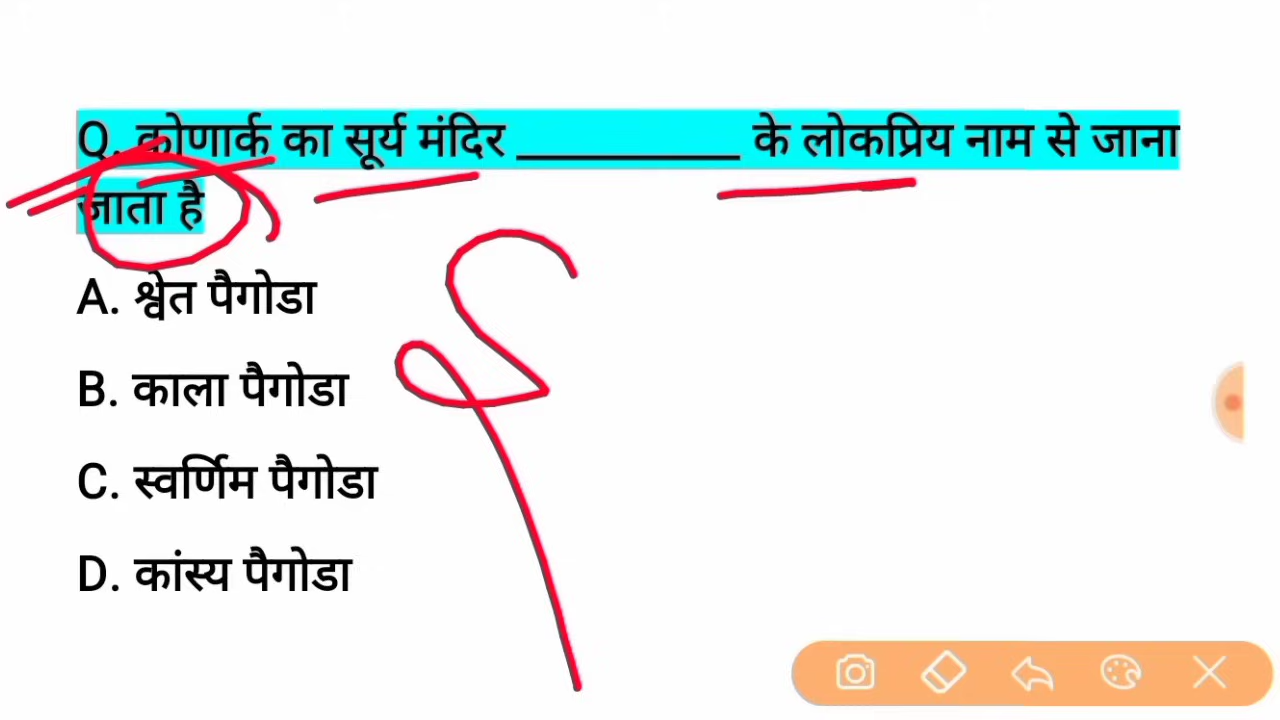 Q. कोणार्क का सूर्य मंदिर __________ के लोकप्रिय नाम से जाना
जाता है
A. श्वेत पैगोडा
B. काला पैगोडा
C. स्वर्णिम पैगोडा
D. कांस्य पैगोडा